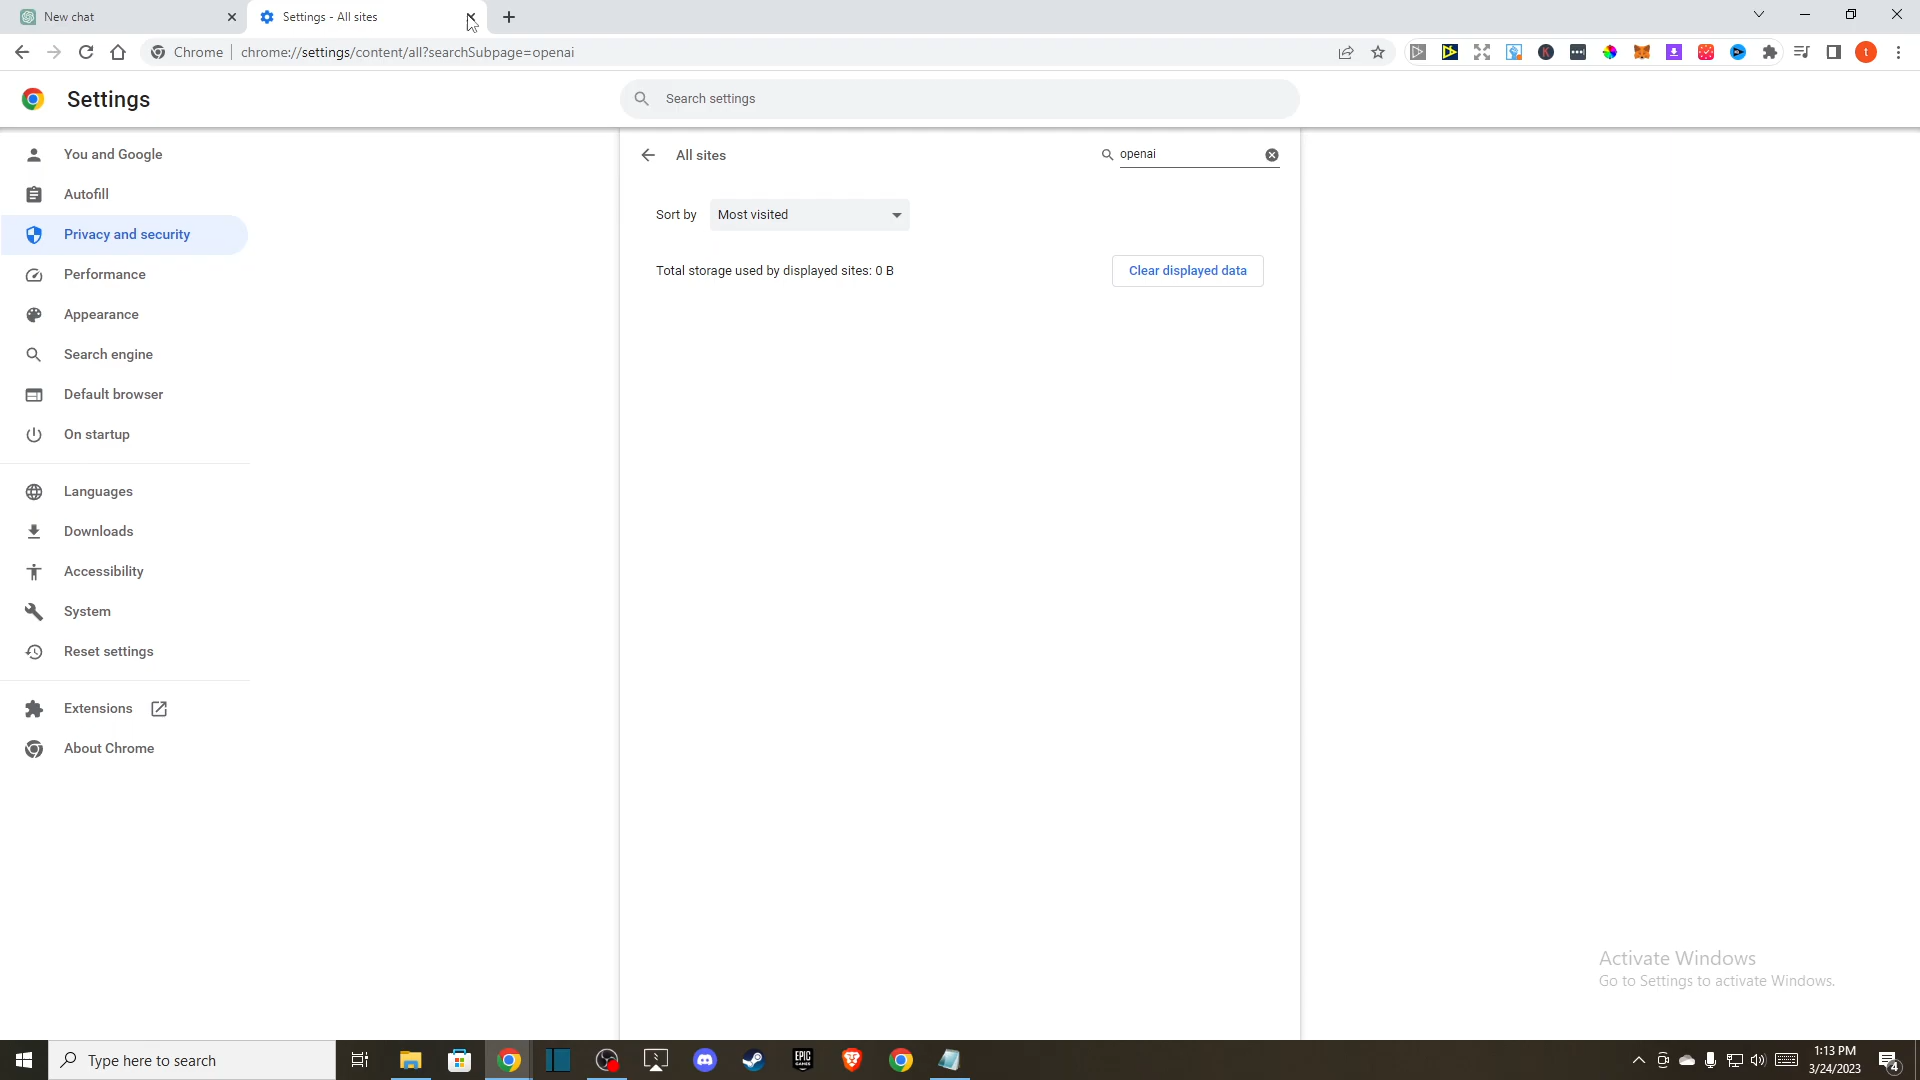 New chat
Settings - All sites
Chrome
chrome://settings/content/all?searchSubpage=openai
t
Settings
Search settings
You and Google
Autofill
Privacy and security
Performance
Appearance
Search engine
Default browser
On startup
Languages
Downloads
Accessibility
System
Reset settings
Extensions
About Chrome
All sites
openai
Sort by
Most visited
Total storage used by displayed sites: 0 B
Clear displayed data
Activate Windows
Go to Settings to activate Windows.
Type here to search
EPIC
GAMES
1:13 PM
3/24/2023
4